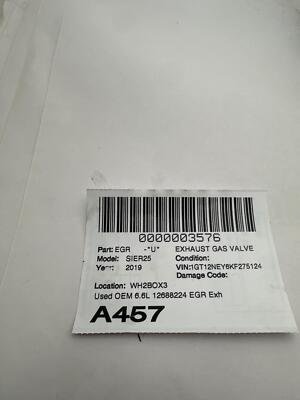 0000003576
Part: EGR -*U* EXHAUST GAS VALVE
Model: SIER25 Condition:
Year: 2019 VIN:1GT12NEY6KF275124
Damage Code:
Location: WH2BOX3
Used OEM 6.6L 12688224 EGR Exh
A457